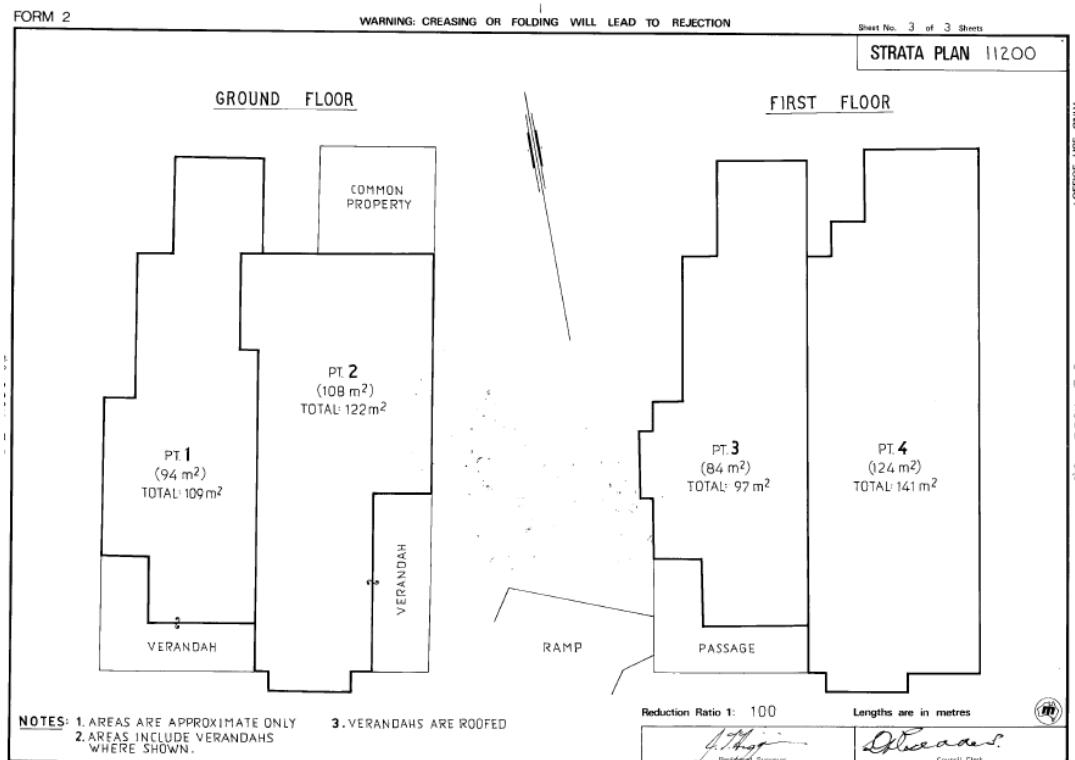 FORM 2
WARNING: CREASING OR FOLDING WILL LEAD TO REJECTION
Sheet No. 3 of 3 Sheets
STRATA PLAN 11200
GROUND FLOOR
FIRST FLOOR
COMMON
PROPERTY
PT. 2
(108 m²)
TOTAL: 122 m²
PT. 1
(94 m²)
TOTAL: 109 m²
PT. 3
(84 m²)
TOTAL: 97 m²
PT. 4
(124 m²)
TOTAL: 141 m²
VERANDAH
VERANDAH
RAMP
PASSAGE
NOTES: 1. AREAS ARE APPROXIMATE ONLY
2. AREAS INCLUDE VERANDAHS
WHERE SHOWN.
3. VERANDAHS ARE ROOFED
Reduction Ratio 1: 100
Lengths are in metres
Council Clerk